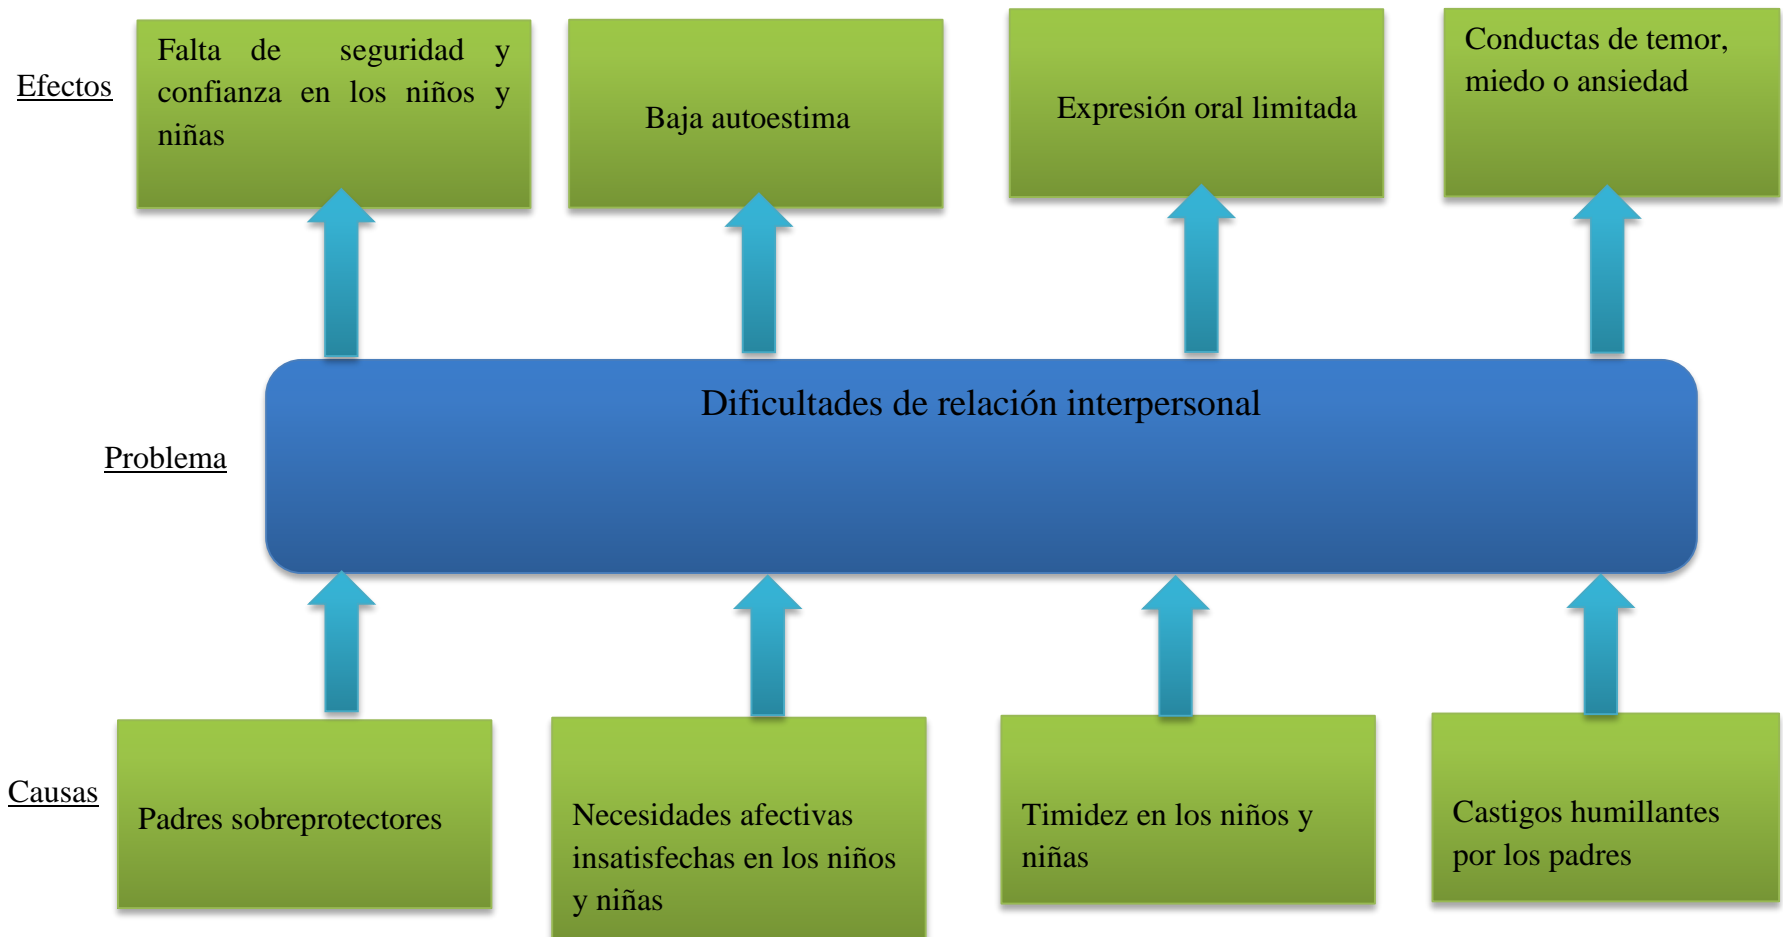 Efectos
Falta de seguridad y
confianza en los niños y
niñas
Baja autoestima
Expresión oral limitada
Conductas de temor,
miedo o ansiedad
Problema
Dificultades de relación interpersonal
Causas
Padres sobreprotectores
Necesidades afectivas
insatisfechas en los niños
y niñas
Timidez en los niños y
niñas
Castigos humillantes
por los padres